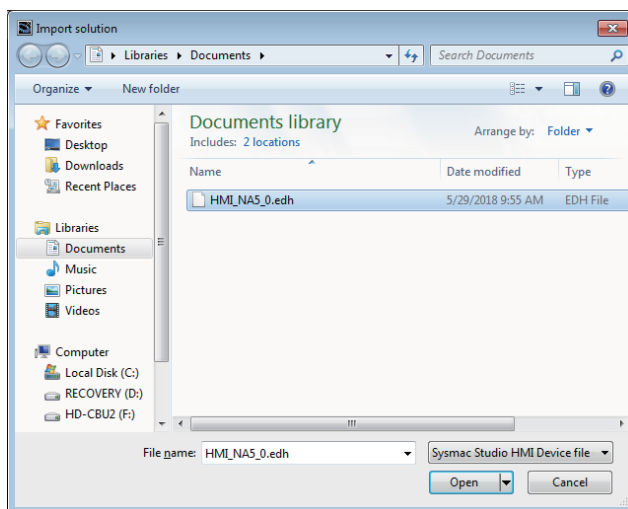 Import solution
Libraries Documents
Search Documents
Organize New folder
Favorites
Desktop
Downloads
Recent Places
Libraries
Documents
Music
Pictures
Videos
Computer
Local Disk (C:)
RECOVERY (D:)
HD-CBU2 (F:)
Documents library
Includes: 2 locations
Arrange by: Folder
Name Date modified Type
HMI_NA5_0.edh 5/29/2018 9:55 AM EDH File
File name: HMI_NA5_0.edh Sysmac Studio HMI Device file
Open Cancel